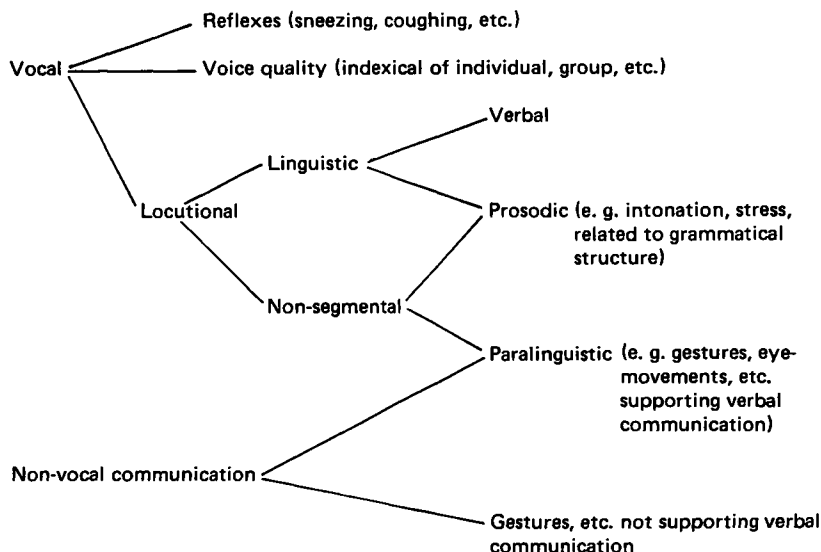 Reflexes (sneezing, coughing, etc.)
Vocal
Voice quality (indexical of individual, group, etc.)
Verbal
Linguistic
Locutional
Prosodic (e. g. intonation, stress,
related to grammatical
structure)
Non-segmental
Paralinguistic (e. g. gestures, eye-
movements, etc.
supporting verbal
communication)
Non-vocal communication
Gestures, etc. not supporting verbal
communication